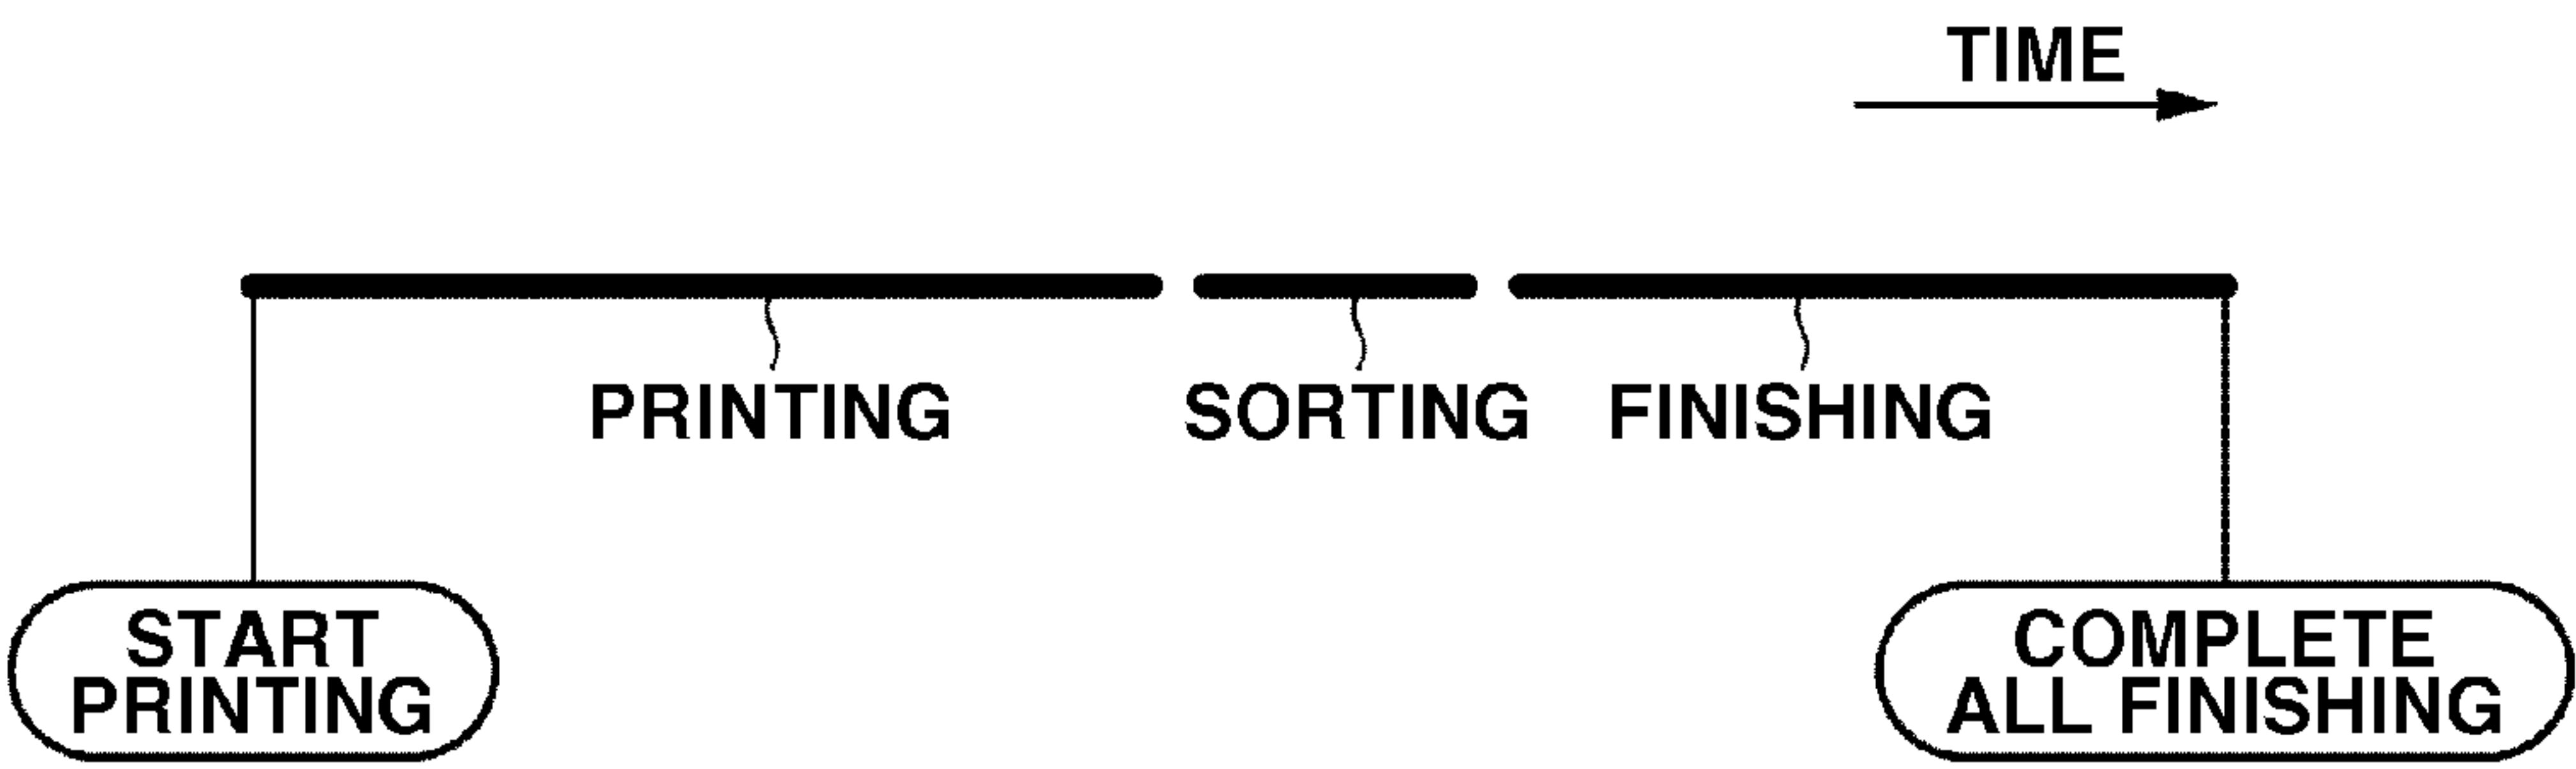 TIME
PRINTING
SORTING
FINISHING
START
PRINTING
COMPLETE
ALL FINISHING